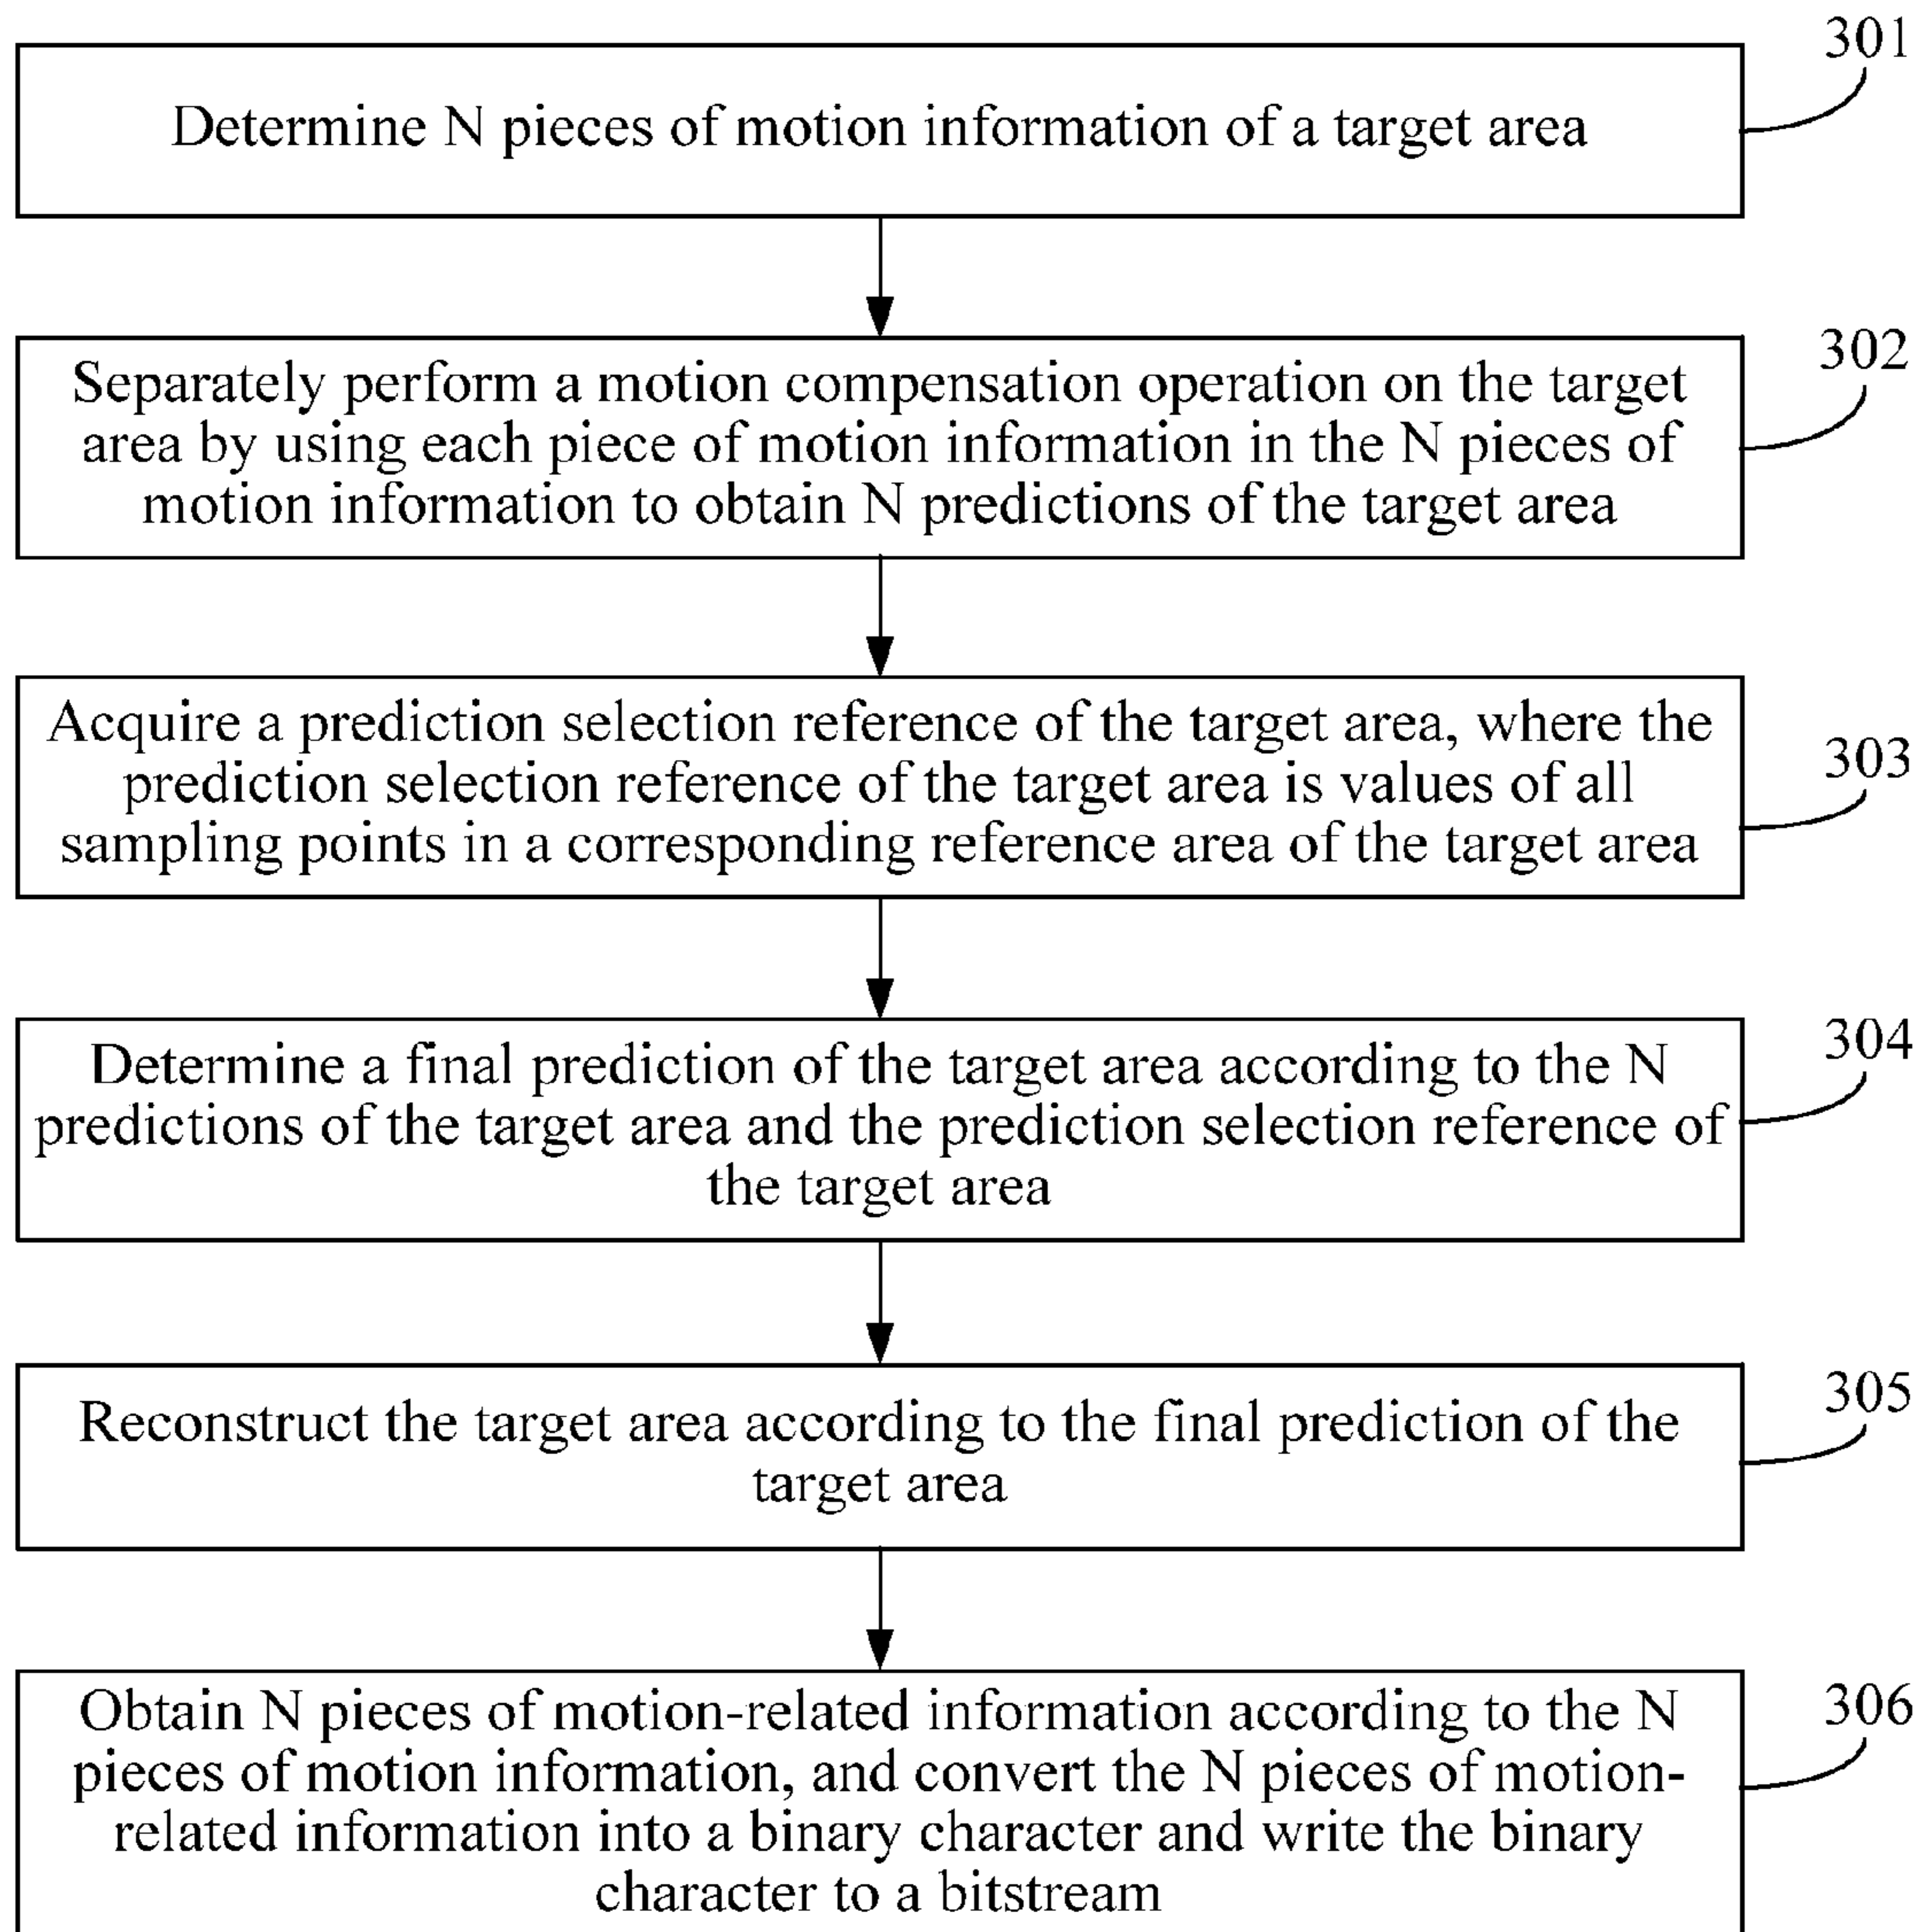 301
Determine N pieces of motion information of a target area
302
Separately perform a motion compensation operation on the target
area by using each piece of motion information in the N pieces of
motion information to obtain N predictions of the target area
303
Acquire a prediction selection reference of the target area, where the
prediction selection reference of the target area is values of all
sampling points in a corresponding reference area of the target area
304
Determine a final prediction of the target area according to the N
predictions of the target area and the prediction selection reference of
the target area
305
Reconstruct the target area according to the final prediction of the
target area
306
Obtain N pieces of motion-related information according to the N
pieces of motion information, and convert the N pieces of motion-
related information into a binary character and write the binary
character to a bitstream